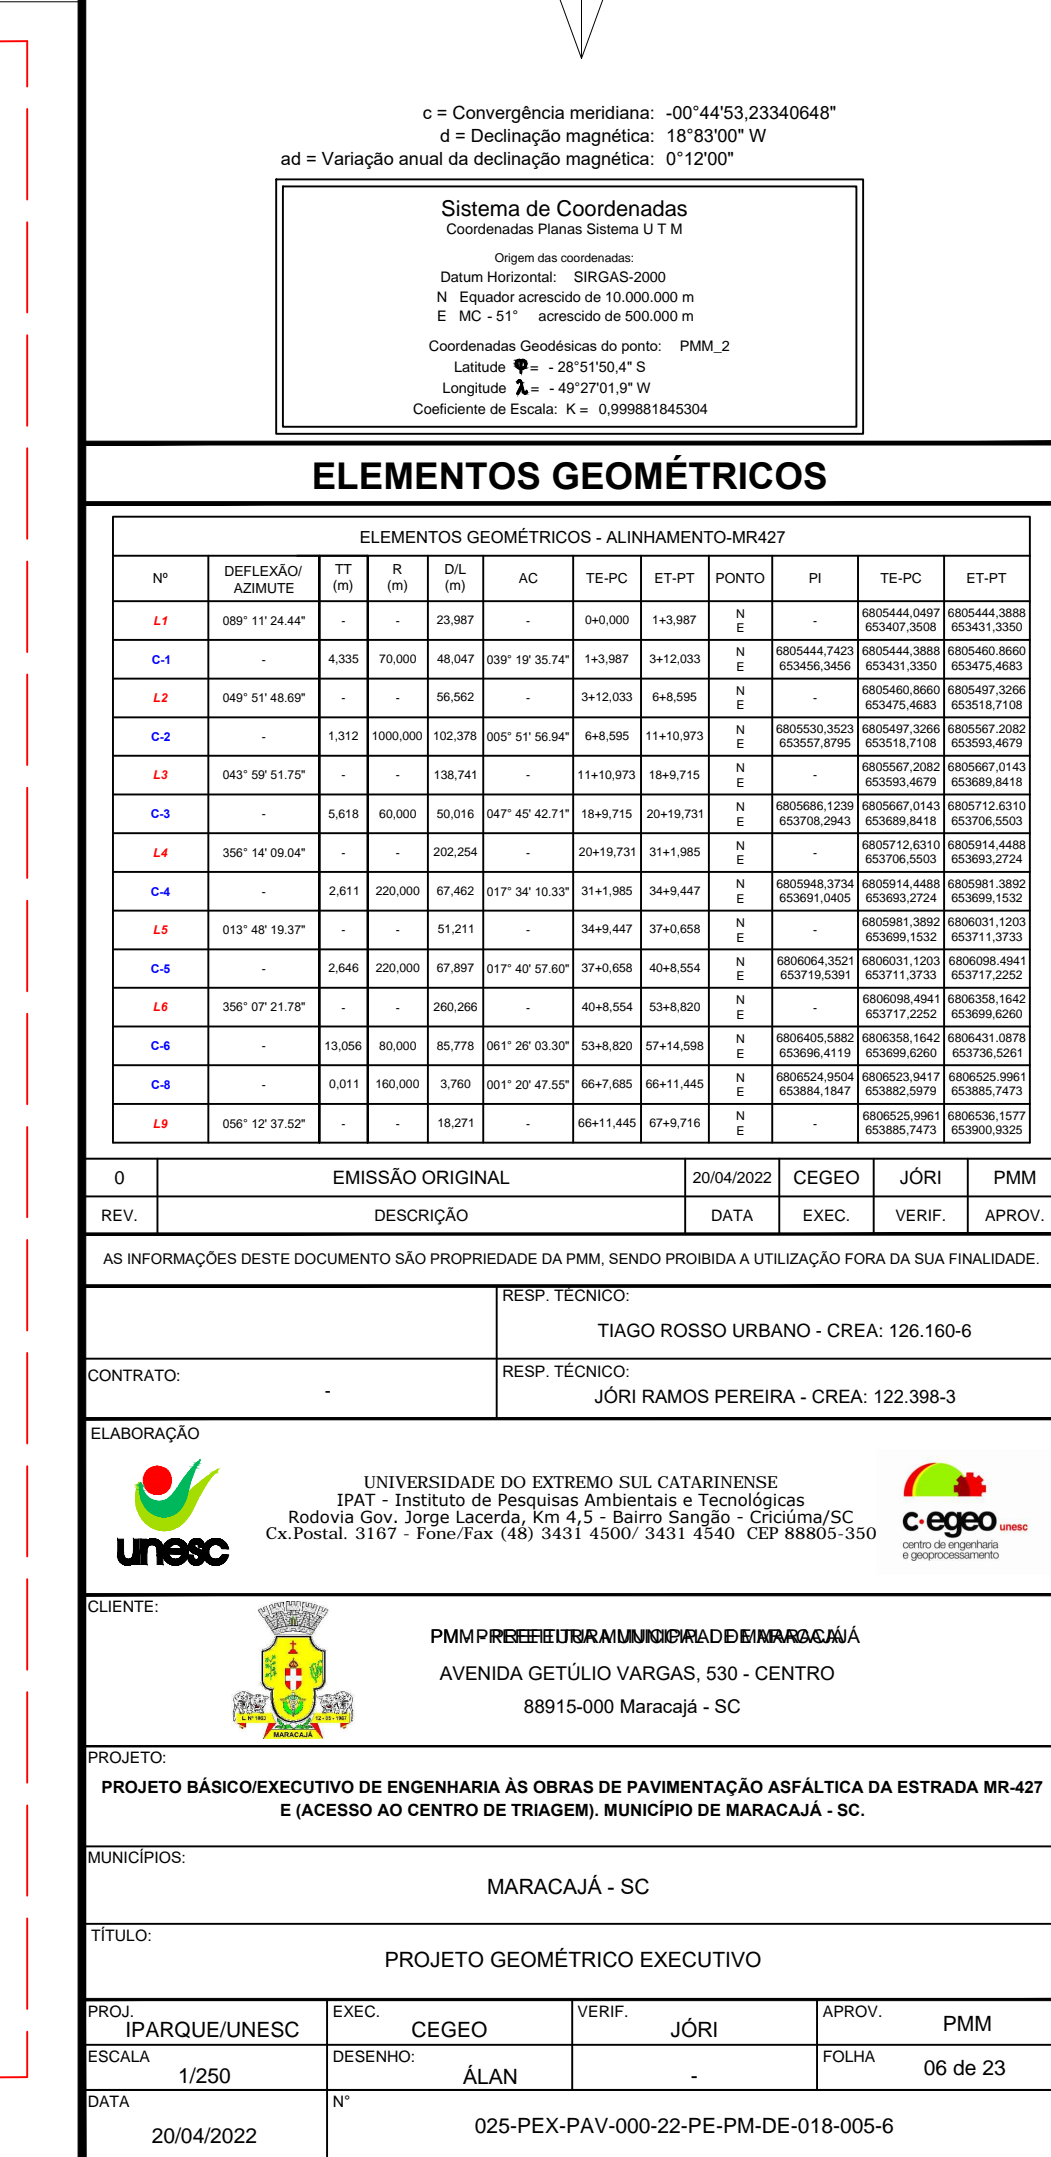 c = Convergência meridiana: -00°44'53,23340648"
d = Declinação magnética: 18°83'00" W
ad = Variação anual da declinação magnética: 0°12'00"
Sistema de Coordenadas
Coordenadas Planas Sistema U T M
Origem das coordenadas:
Datum Horizontal: SIRGAS-2000
N Equador acrescido de 10.000.000 m
E MC - 51° acrescido de 500.000 m
Coordenadas Geodésicas do ponto: PMM_2
Latitude φ = - 28°51'50,4" S
Longitude λ = - 49°27'01,9" W
Coeficiente de Escala: K = 0,999881845304
ELEMENTOS GEOMÉTRICOS
ELEMENTOS GEOMÉTRICOS - ALINHAMENTO-MR427
Nº DEFLEXÃO/ AZIMUTE TT (m) R (m) D/L (m) AC TE-PC ET-PT PONTO PI TE-PC ET-PT
L1 089° 11' 24.44" - - 23,987 - 0+0,000 1+3,987 N - 6805444,0497 6805444,3888
E 653407,3508 653431,3350
C-1 - 4,335 70,000 48,047 039° 19' 35.74" 1+3,987 3+12,033 N 6805444,7423 6805444,3888 6805460.8660
E 653456,3456 653431,3350 653475,4683
L2 049° 51' 48.69" - - 56,562 - 3+12,033 6+8,595 N - 6805460,8660 6805497,3266
E 653475,4683 653518,7108
C-2 - 1,312 1000,000 102,378 005° 51' 56.94" 6+8,595 11+10,973 N 6805530,3523 6805497,3266 6805567.2082
E 653557,8795 653518,7108 653593,4679
L3 043° 59' 51.75" - - 138,741 - 11+10,973 18+9,715 N - 6805567,2082 6805667,0143
E 653593,4679 653689,8418
C-3 - 5,618 60,000 50,016 047° 45' 42.71" 18+9,715 20+19,731 N 6805686,1239 6805667,0143 6805712.6310
E 653708,2943 653689,8418 653706,5503
L4 356° 14' 09.04" - - 202,254 - 20+19,731 31+1,985 N - 6805712,6310 6805914,4488
E 653706,5503 653693,2724
C-4 - 2,611 220,000 67,462 017° 34' 10.33" 31+1,985 34+9,447 N 6805948,3734 6805914,4488 6805981.3892
E 653691,0405 653693,2724 653699,1532
L5 013° 48' 19.37" - - 51,211 - 34+9,447 37+0,658 N - 6805981,3892 6806031,1203
E 653699,1532 653711,3733
C-5 - 2,646 220,000 67,897 017° 40' 57.60" 37+0,658 40+8,554 N 6806064,3521 6806031,1203 6806098.4941
E 653719,5391 653711,3733 653717,2252
L6 356° 07' 21.78" - - 260,266 - 40+8,554 53+8,820 N - 6806098,4941 6806358,1642
E 653717,2252 653699,6260
C-6 - 13,056 80,000 85,778 061° 26' 03.30" 53+8,820 57+14,598 N 6806405,5882 6806358,1642 6806431.0878
E 653696,4119 653699,6260 653736,5261
C-8 - 0,011 160,000 3,760 001° 20' 47.55" 66+7,685 66+11,445 N 6806524,9504 6806523,9417 6806525.9961
E 653884,1847 653882,5979 653885,7473
L9 056° 12' 37.52" - - 18,271 - 66+11,445 67+9,716 N - 6806525,9961 6806536,1577
E 653885,7473 653900,9325
0 EMISSÃO ORIGINAL 20/04/2022 CEGEO JÓRI PMM
REV. DESCRIÇÃO DATA EXEC. VERIF. APROV.
AS INFORMAÇÕES DESTE DOCUMENTO SÃO PROPRIEDADE DA PMM, SENDO PROIBIDA A UTILIZAÇÃO FORA DA SUA FINALIDADE.
RESP. TÉCNICO:
TIAGO ROSSO URBANO - CREA: 126.160-6
CONTRATO: -
RESP. TÉCNICO:
JÓRI RAMOS PEREIRA - CREA: 122.398-3
ELABORAÇÃO
unesc
UNIVERSIDADE DO EXTREMO SUL CATARINENSE
IPAT - Instituto de Pesquisas Ambientais e Tecnológicas
Rodovia Gov. Jorge Lacerda, Km 4,5 - Bairro Sangão - Criciúma/SC
Cx.Postal. 3167 - Fone/Fax (48) 3431 4500/ 3431 4540 CEP 88805-350
c·egeo unesc
centro de engenharia
e geoprocessamento
CLIENTE:
L. Nº 1063 12 - 05 - 1967
MARACAJÁ
PREFEITURA MUNICIPAL DE MARACAJÁ
AVENIDA GETÚLIO VARGAS, 530 - CENTRO
88915-000 Maracajá - SC
PROJETO:
PROJETO BÁSICO/EXECUTIVO DE ENGENHARIA ÀS OBRAS DE PAVIMENTAÇÃO ASFÁLTICA DA ESTRADA MR-427
E (ACESSO AO CENTRO DE TRIAGEM). MUNICÍPIO DE MARACAJÁ - SC.
MUNICÍPIOS:
MARACAJÁ - SC
TÍTULO:
PROJETO GEOMÉTRICO EXECUTIVO
PROJ. IPARQUE/UNESC EXEC. CEGEO VERIF. JÓRI APROV. PMM
ESCALA 1/250 DESENHO: ÁLAN - FOLHA 06 de 23
DATA 20/04/2022 N° 025-PEX-PAV-000-22-PE-PM-DE-018-005-6